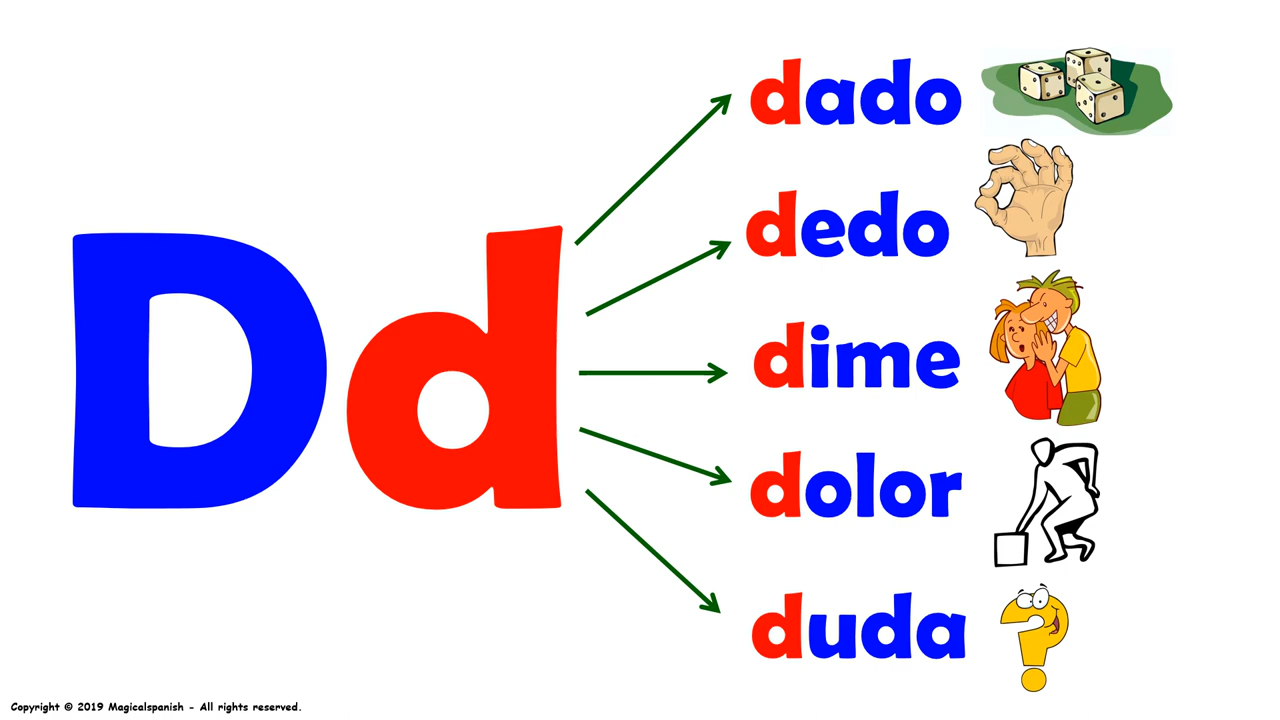 Dd
dado
dedo
dime
dolor
duda
Copyright © 2019 Magicalspanish - All rights reserved.